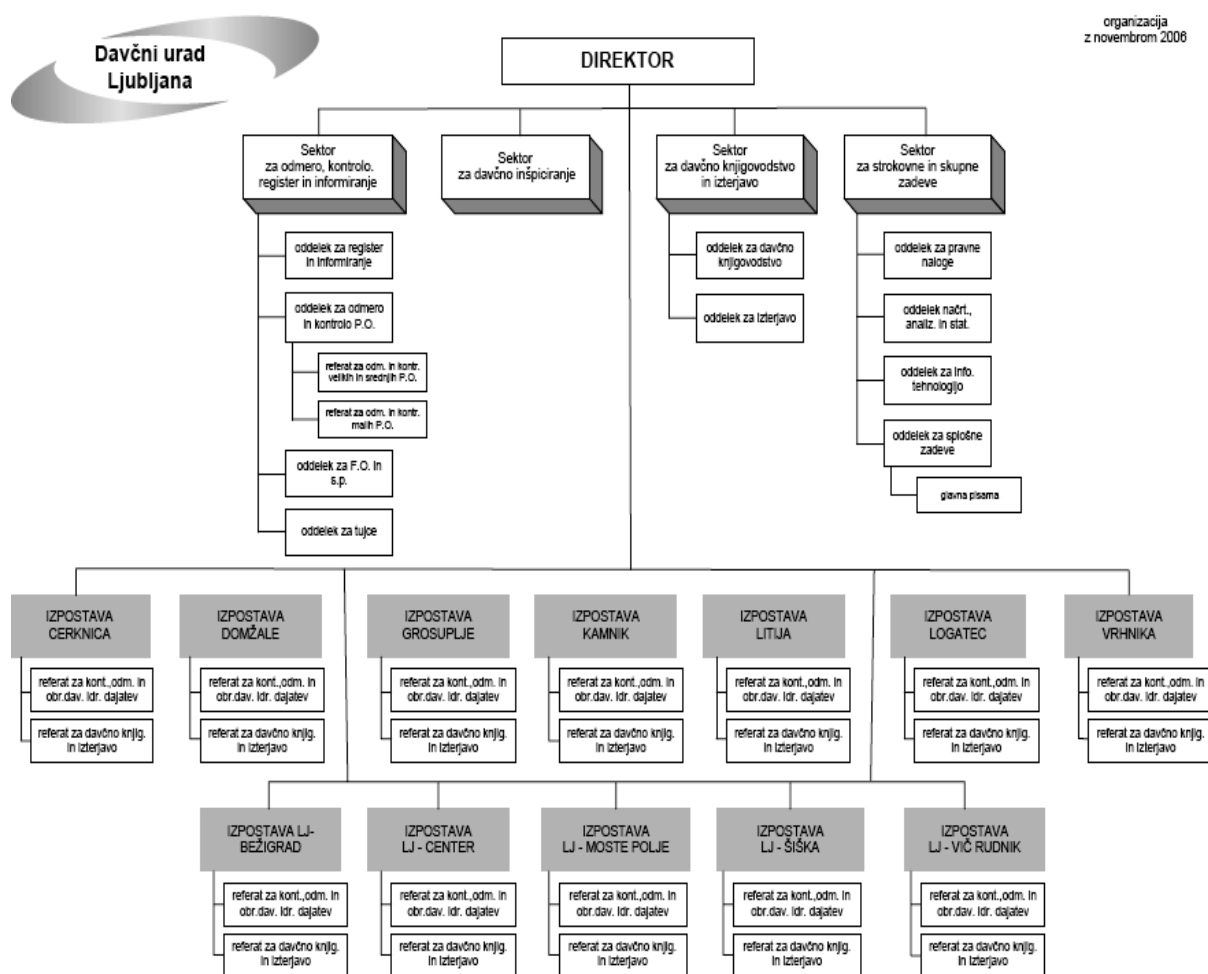 Davčni urad
Ljubljana
organizacija
z novembrom 2006
DIREKTOR
Sektor
za odmero, kontrolo.
register in informiranje
Sektor
za davčno inšpiciranje
Sektor
za davčno knjigovodstvo
in izterjavo
Sektor
za strokovne in skupne
zadeve
oddelek za register
in informiranje
oddelek za odmero
in kontrolo P.O.
referat za odm. in kontr.
velikih in srednjih P.O.
referat za odm. in kontr.
malih P.O.
oddelek za F.O. in
s.p.
oddelek za tujce
oddelek za davčno
knjigovodstvo
oddelek za izterjavo
oddelek za pravne
naloge
oddelek načrt.,
analiz. in stat.
oddelek za info.
tehnologijo
oddelek za splošne
zadeve
glavna pisarna
IZPOSTAVA
CERKNICA
referat za kont.,odm. in
obr.dav. idr. dajatev
referat za davčno knjig.
in izterjavo
IZPOSTAVA
DOMŽALE
referat za kont.,odm. in
obr.dav. idr. dajatev
referat za davčno knjig.
in izterjavo
IZPOSTAVA
GROSUPLJE
referat za kont.,odm. in
obr.dav. idr. dajatev
referat za davčno knjig.
in izterjavo
IZPOSTAVA
KAMNIK
referat za kont.,odm. in
obr.dav. idr. dajatev
referat za davčno knjig.
in izterjavo
IZPOSTAVA
LITIJA
referat za kont.,odm. in
obr.dav. idr. dajatev
referat za davčno knjig.
in izterjavo
IZPOSTAVA
LOGATEC
referat za kont.,odm. in
obr.dav. idr. dajatev
referat za davčno knjig.
in izterjavo
IZPOSTAVA
VRHNIKA
referat za kont.,odm. in
obr.dav. idr. dajatev
referat za davčno knjig.
in izterjavo
IZPOSTAVA LJ-
BEŽIGRAD
referat za kont.,odm. in
obr.dav. idr. dajatev
referat za davčno knjig.
in izterjavo
IZPOSTAVA
LJ - CENTER
referat za kont.,odm. in
obr.dav. idr. dajatev
referat za davčno knjig.
in izterjavo
IZPOSTAVA
LJ - MOSTE POLJE
referat za kont.,odm. in
obr.dav. idr. dajatev
referat za davčno knjig.
in izterjavo
IZPOSTAVA
LJ - ŠIŠKA
referat za kont.,odm. in
obr.dav. idr. dajatev
referat za davčno knjig.
in izterjavo
IZPOSTAVA
LJ - VIČ RUDNIK
referat za kont.,odm. in
obr.dav. idr. dajatev
referat za davčno knjig.
in izterjavo